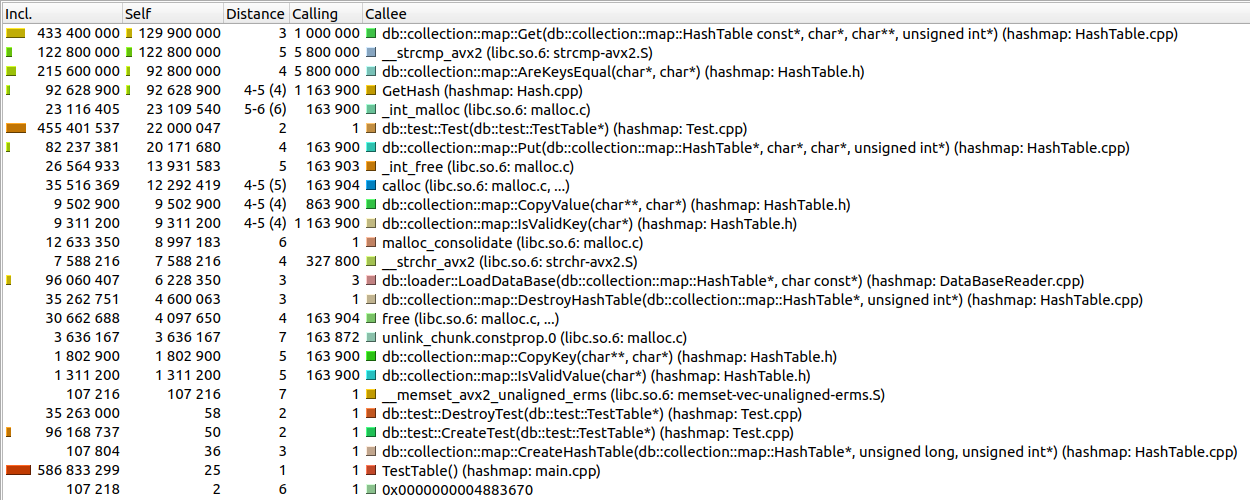 Incl. Self Distance Calling Callee
433 400 000 129 900 000 3 1 000 000 db::collection::map::Get(db::collection::map::HashTable const*, char*, char**, unsigned int*) (hashmap: HashTable.cpp)
122 800 000 122 800 000 5 5 800 000 __strcmp_avx2 (libc.so.6: strcmp-avx2.S)
215 600 000 92 800 000 4 5 800 000 db::collection::map::AreKeysEqual(char*, char*) (hashmap: HashTable.h)
92 628 900 92 628 900 4-5 (4) 1 163 900 GetHash (hashmap: Hash.cpp)
23 116 405 23 109 540 5-6 (6) 163 900 _int_malloc (libc.so.6: malloc.c)
455 401 537 22 000 047 2 1 db::test::Test(db::test::TestTable*) (hashmap: Test.cpp)
82 237 381 20 171 680 4 163 900 db::collection::map::Put(db::collection::map::HashTable*, char*, char*, unsigned int*) (hashmap: HashTable.cpp)
26 564 933 13 931 583 5 163 903 _int_free (libc.so.6: malloc.c)
35 516 369 12 292 419 4-5 (5) 163 904 calloc (libc.so.6: malloc.c, ...)
9 502 900 9 502 900 4-5 (4) 863 900 db::collection::map::CopyValue(char**, char*) (hashmap: HashTable.h)
9 311 200 9 311 200 4-5 (4) 1 163 900 db::collection::map::IsValidKey(char*) (hashmap: HashTable.h)
12 633 350 8 997 183 6 1 malloc_consolidate (libc.so.6: malloc.c)
7 588 216 7 588 216 4 327 800 __strchr_avx2 (libc.so.6: strchr-avx2.S)
96 060 407 6 228 350 3 3 db::loader::LoadDataBase(db::collection::map::HashTable*, char const*) (hashmap: DataBaseReader.cpp)
35 262 751 4 600 063 3 1 db::collection::map::DestroyHashTable(db::collection::map::HashTable*, unsigned int*) (hashmap: HashTable.cpp)
30 662 688 4 097 650 4 163 904 free (libc.so.6: malloc.c, ...)
3 636 167 3 636 167 7 163 872 unlink_chunk.constprop.0 (libc.so.6: malloc.c)
1 802 900 1 802 900 5 163 900 db::collection::map::CopyKey(char**, char*) (hashmap: HashTable.h)
1 311 200 1 311 200 5 163 900 db::collection::map::IsValidValue(char*) (hashmap: HashTable.h)
107 216 107 216 7 1 __memset_avx2_unaligned_erms (libc.so.6: memset-vec-unaligned-erms.S)
35 263 000 58 2 1 db::test::DestroyTest(db::test::TestTable*) (hashmap: Test.cpp)
96 168 737 50 2 1 db::test::CreateTest(db::test::TestTable*) (hashmap: Test.cpp)
107 804 36 3 1 db::collection::map::CreateHashTable(db::collection::map::HashTable*, unsigned long, unsigned int*) (hashmap: HashTable.cpp)
586 833 299 25 1 1 TestTable() (hashmap: main.cpp)
107 218 2 6 1 0x0000000004883670